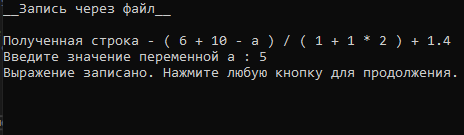 __Запись через файл__
Полученная строка - ( 6 + 10 - a ) / ( 1 + 1 * 2 ) + 1.4
Введите значение переменной a : 5
Выражение записано. Нажмите любую кнопку для продолжения.